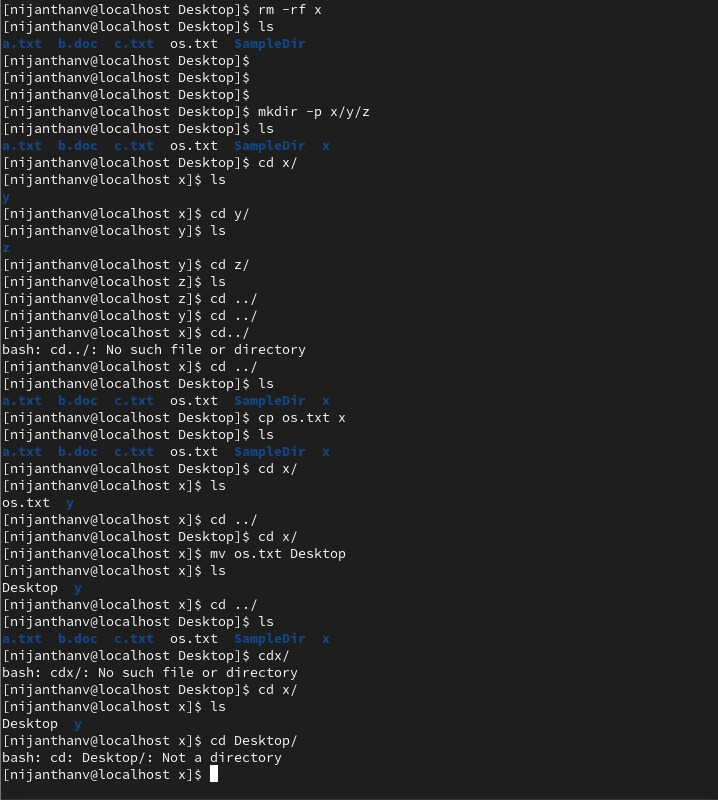 [nijanthanv@localhost Desktop]$ rm -rf x
[nijanthanv@localhost Desktop]$ ls
a.txt  b.doc  c.txt  os.txt  SampleDir
[nijanthanv@localhost Desktop]$
[nijanthanv@localhost Desktop]$
[nijanthanv@localhost Desktop]$
[nijanthanv@localhost Desktop]$ mkdir -p x/y/z
[nijanthanv@localhost Desktop]$ ls
a.txt  b.doc  c.txt  os.txt  SampleDir  x
[nijanthanv@localhost Desktop]$ cd x/
[nijanthanv@localhost x]$ ls
y
[nijanthanv@localhost x]$ cd y/
[nijanthanv@localhost y]$ ls
z
[nijanthanv@localhost y]$ cd z/
[nijanthanv@localhost z]$ ls
[nijanthanv@localhost z]$ cd ../
[nijanthanv@localhost y]$ cd ../
[nijanthanv@localhost x]$ cd../
bash: cd../: No such file or directory
[nijanthanv@localhost x]$ cd ../
[nijanthanv@localhost Desktop]$ ls
a.txt  b.doc  c.txt  os.txt  SampleDir  x
[nijanthanv@localhost Desktop]$ cp os.txt x
[nijanthanv@localhost Desktop]$ ls
a.txt  b.doc  c.txt  os.txt  SampleDir  x
[nijanthanv@localhost Desktop]$ cd x/
[nijanthanv@localhost x]$ ls
os.txt  y
[nijanthanv@localhost x]$ cd ../
[nijanthanv@localhost Desktop]$ cd x/
[nijanthanv@localhost x]$ mv os.txt Desktop
[nijanthanv@localhost x]$ ls
Desktop  y
[nijanthanv@localhost x]$ cd ../
[nijanthanv@localhost Desktop]$ ls
a.txt  b.doc  c.txt  os.txt  SampleDir  x
[nijanthanv@localhost Desktop]$ cdx/
bash: cdx/: No such file or directory
[nijanthanv@localhost Desktop]$ cd x/
[nijanthanv@localhost x]$ ls
Desktop  y
[nijanthanv@localhost x]$ cd Desktop/
bash: cd: Desktop/: Not a directory
[nijanthanv@localhost x]$